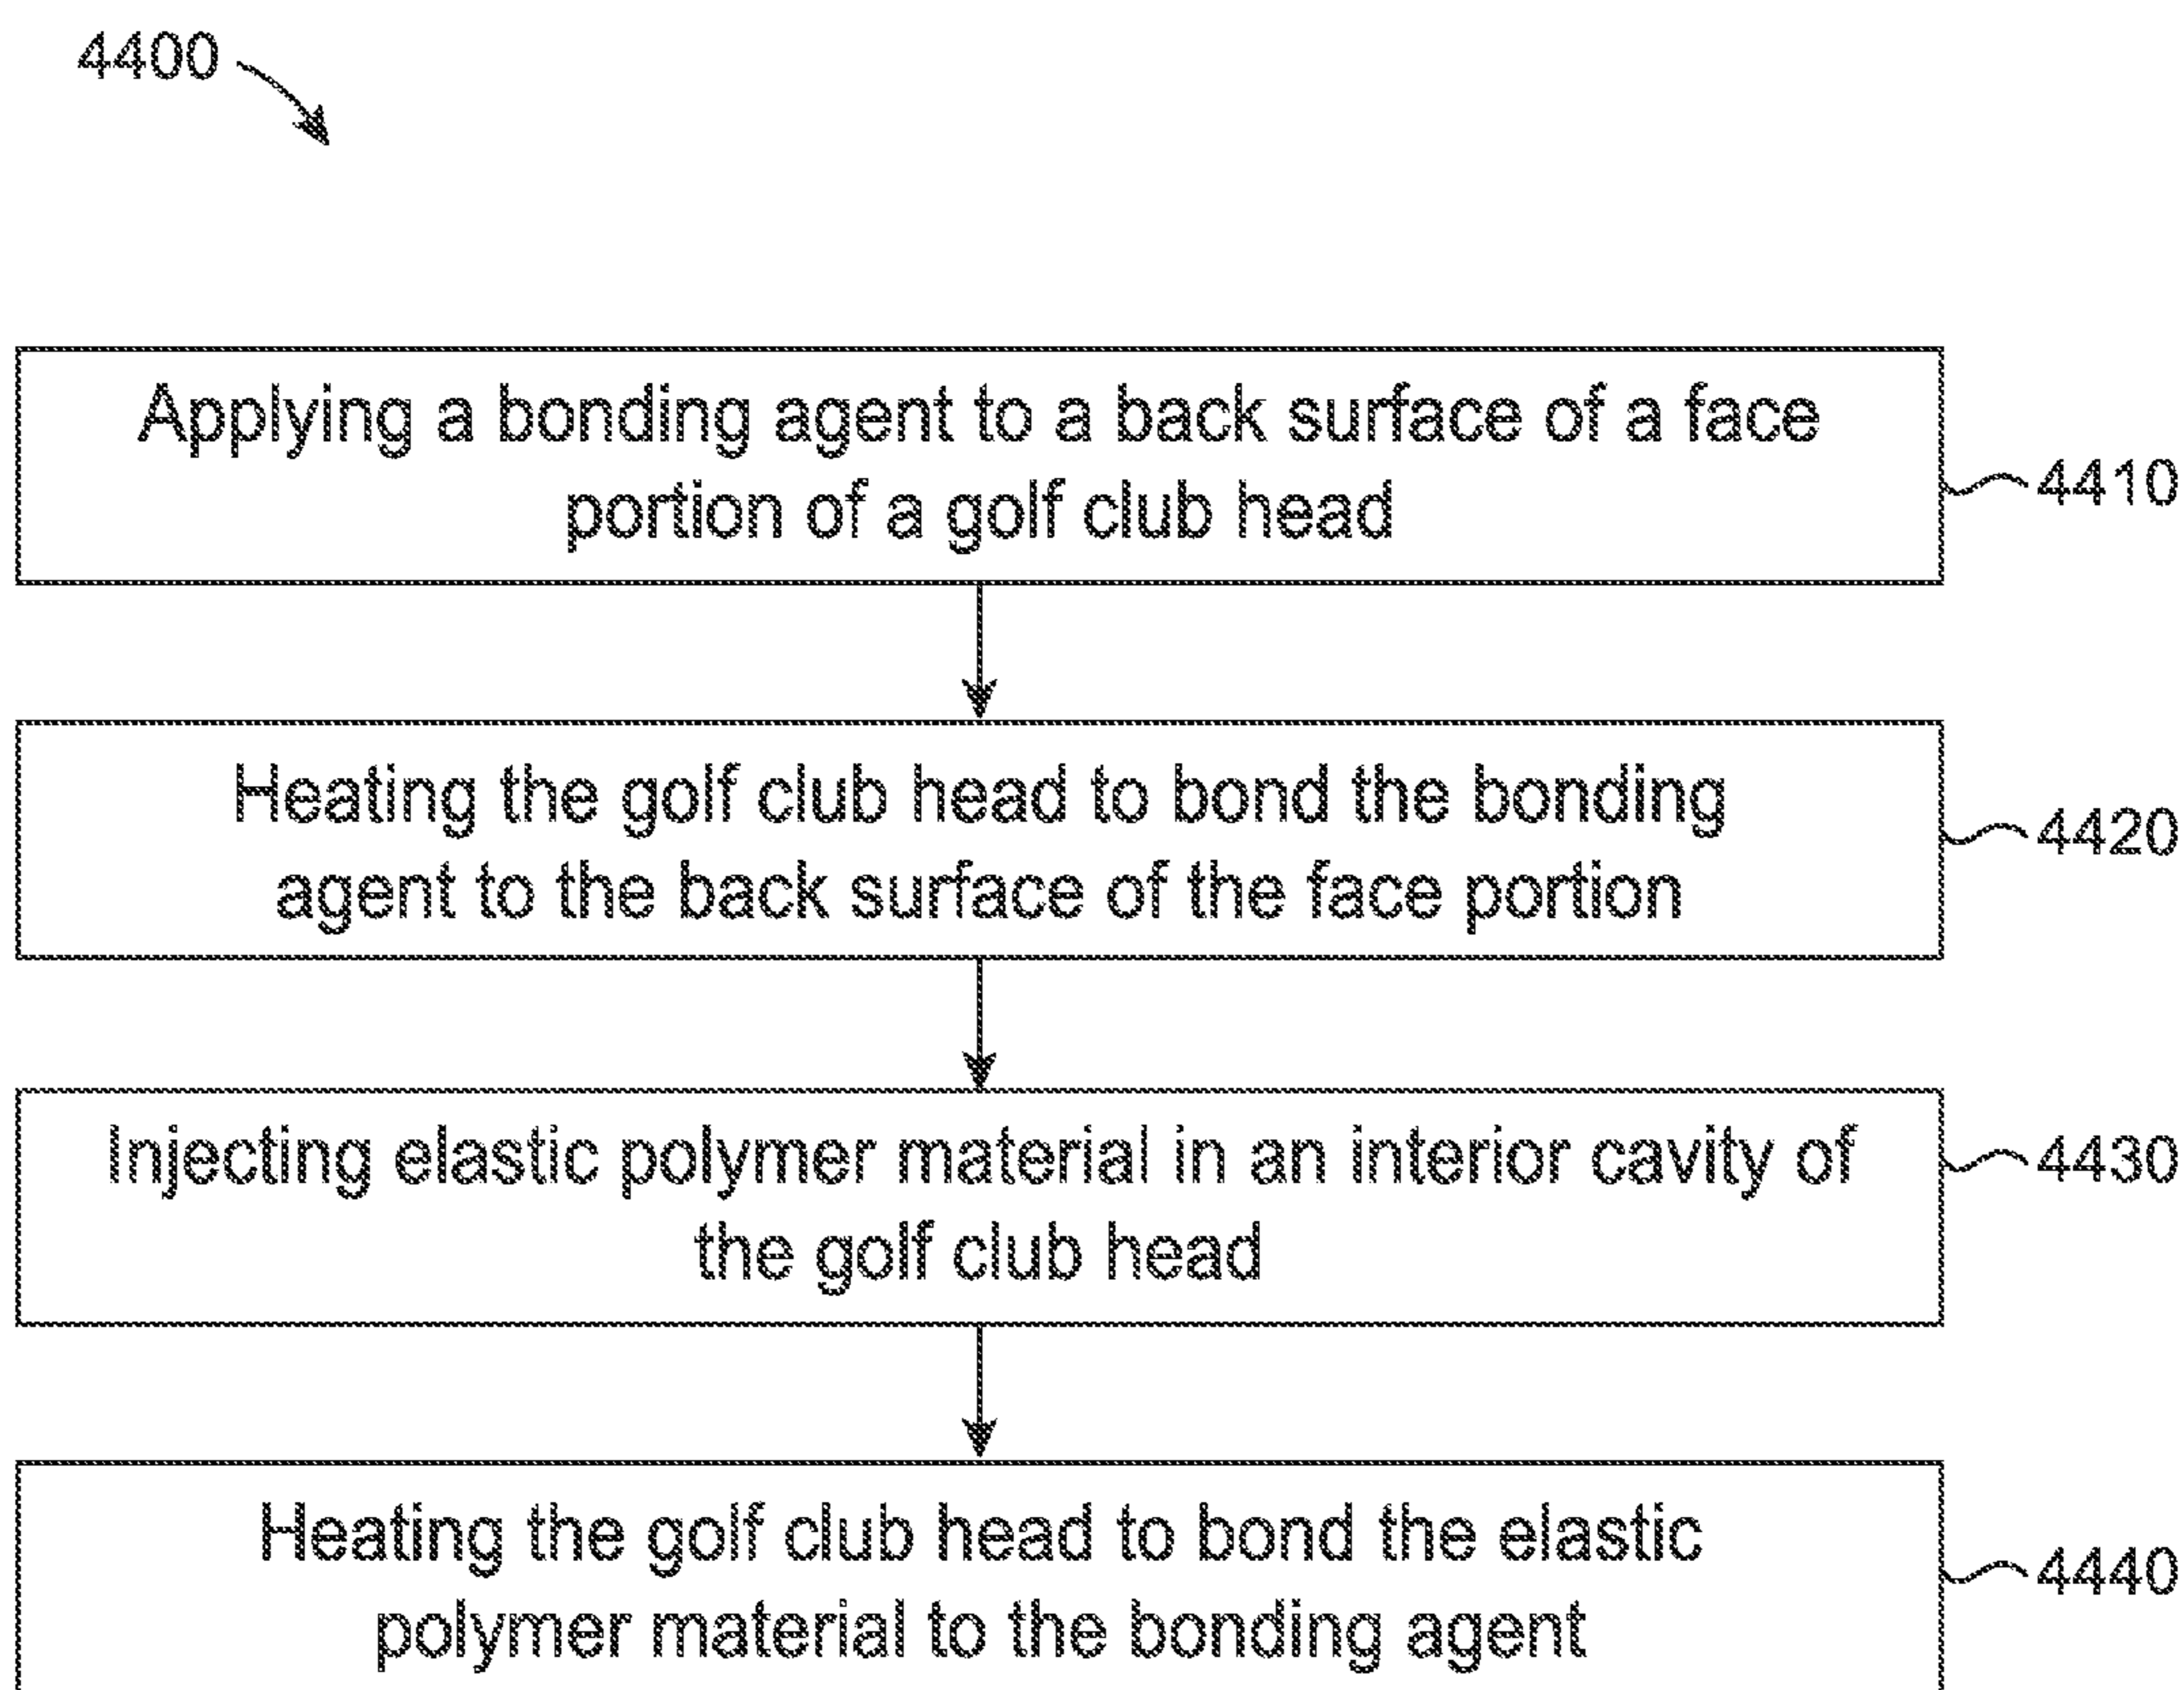 4400
Applying a bonding agent to a back surface of a face
portion of a golf club head
4410
Heating the golf club head to bond the bonding
agent to the back surface of the face portion
4420
Injecting elastic polymer material in an interior cavity of
the golf club head
4430
Heating the golf club head to bond the elastic
polymer material to the bonding agent
4440